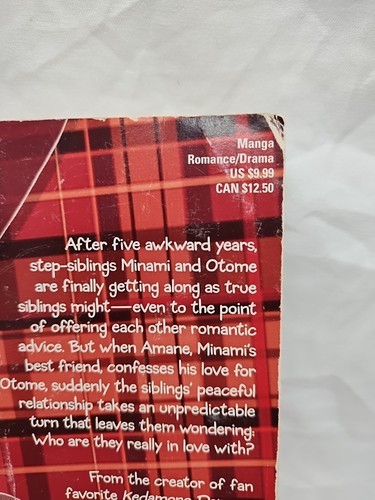 Manga
Romance/Drama
US $9.99
CAN $12.50
After five awkward years,
step-siblings Minami and Otome
are finally getting along as true
siblings might—even to the point
of offering each other romantic
advice. But when Amane, Minami's
best friend, confesses his love for
Otome, suddenly the siblings' peaceful
relationship takes an unpredictable
turn that leaves them wondering:
Who are they really in love with?
From the creator of fan
favorite Kedamono